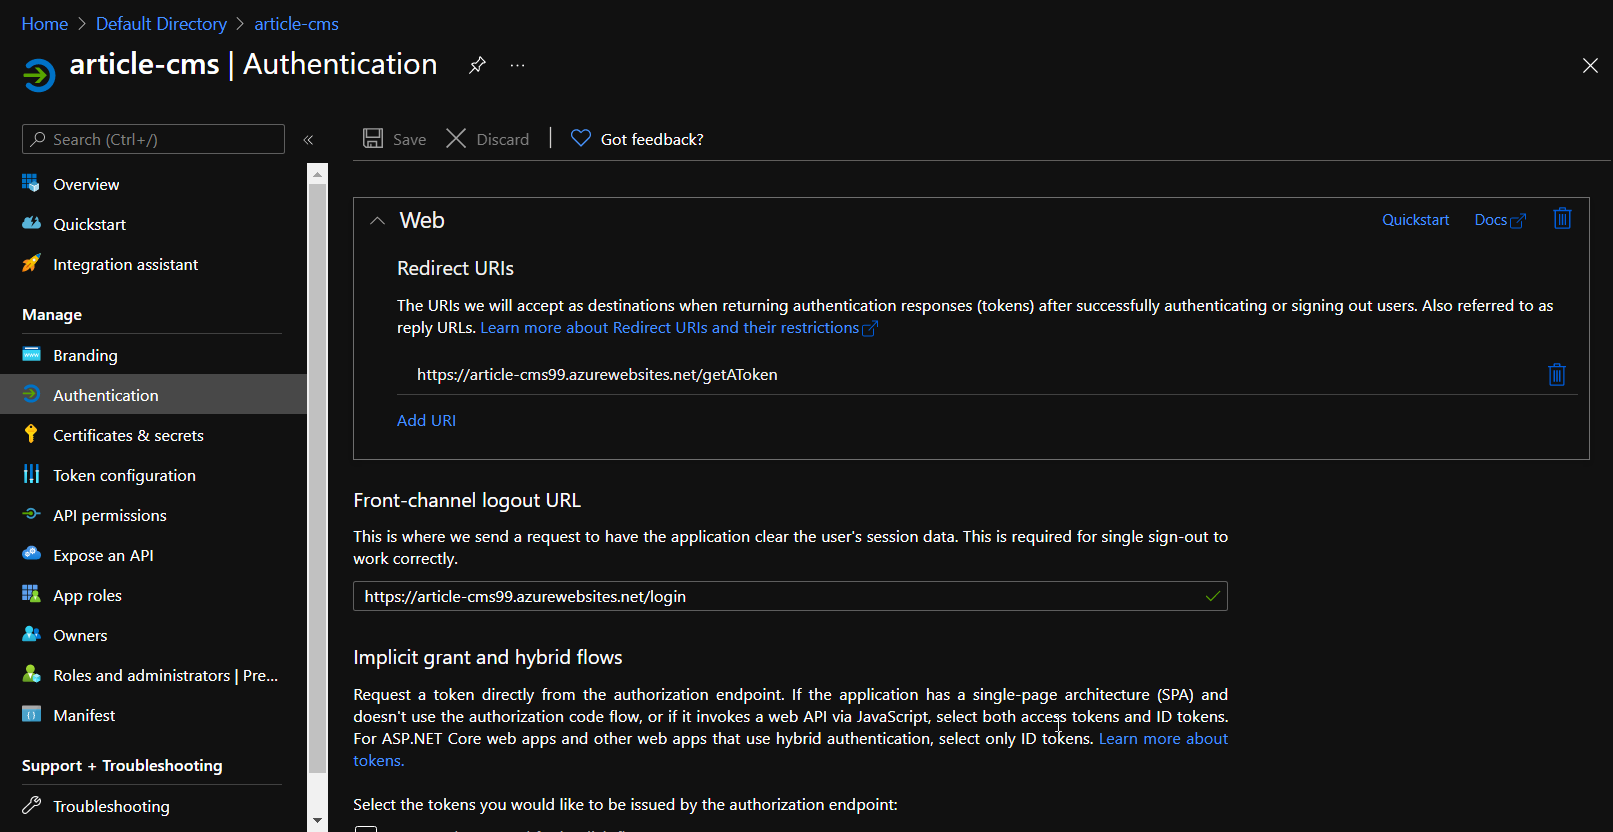 Home > Default Directory > article-cms
article-cms | Authentication
Search (Ctrl+/)
Overview
Quickstart
Integration assistant
Manage
Branding
Authentication
Certificates & secrets
Token configuration
API permissions
Expose an API
App roles
Owners
Roles and administrators | Pre...
Manifest
Support + Troubleshooting
Troubleshooting
Save
Discard
Got feedback?
Web
Quickstart
Docs
Redirect URIs
The URIs we will accept as destinations when returning authentication responses (tokens) after successfully authenticating or signing out users. Also referred to as
reply URLs. Learn more about Redirect URIs and their restrictions
https://article-cms99.azurewebsites.net/getAToken
Add URI
Front-channel logout URL
This is where we send a request to have the application clear the user's session data. This is required for single sign-out to
work correctly.
https://article-cms99.azurewebsites.net/login
Implicit grant and hybrid flows
Request a token directly from the authorization endpoint. If the application has a single-page architecture (SPA) and
doesn't use the authorization code flow, or if it invokes a web API via JavaScript, select both access tokens and ID tokens.
For ASP.NET Core web apps and other web apps that use hybrid authentication, select only ID tokens. Learn more about
tokens.
Select the tokens you would like to be issued by the authorization endpoint: